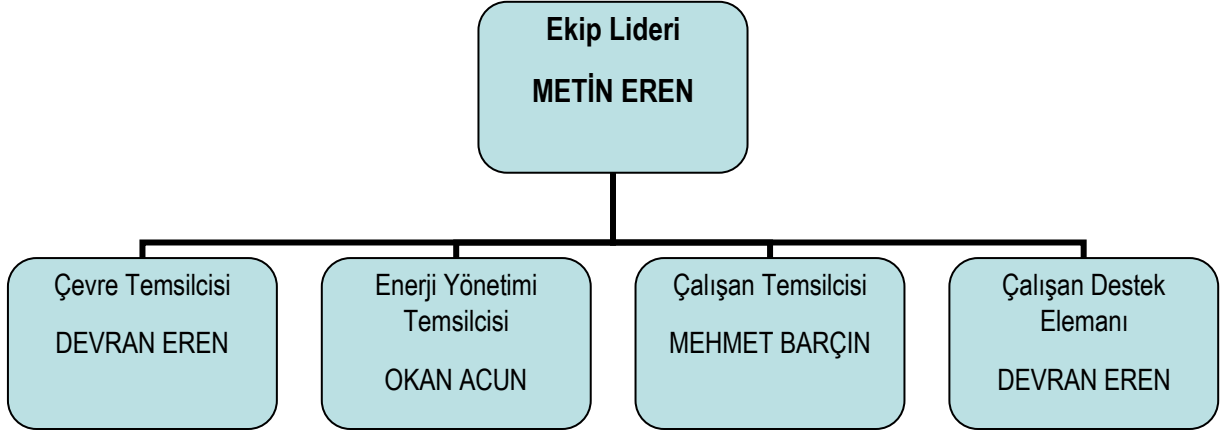 Ekip Lideri
METİN EREN
Çevre Temsilcisi
DEVRAN EREN
Enerji Yönetimi
Temsilcisi
OKAN ACUN
Çalışan Temsilcisi
MEHMET BARÇIN
Çalışan Destek
Elemanı
DEVRAN EREN